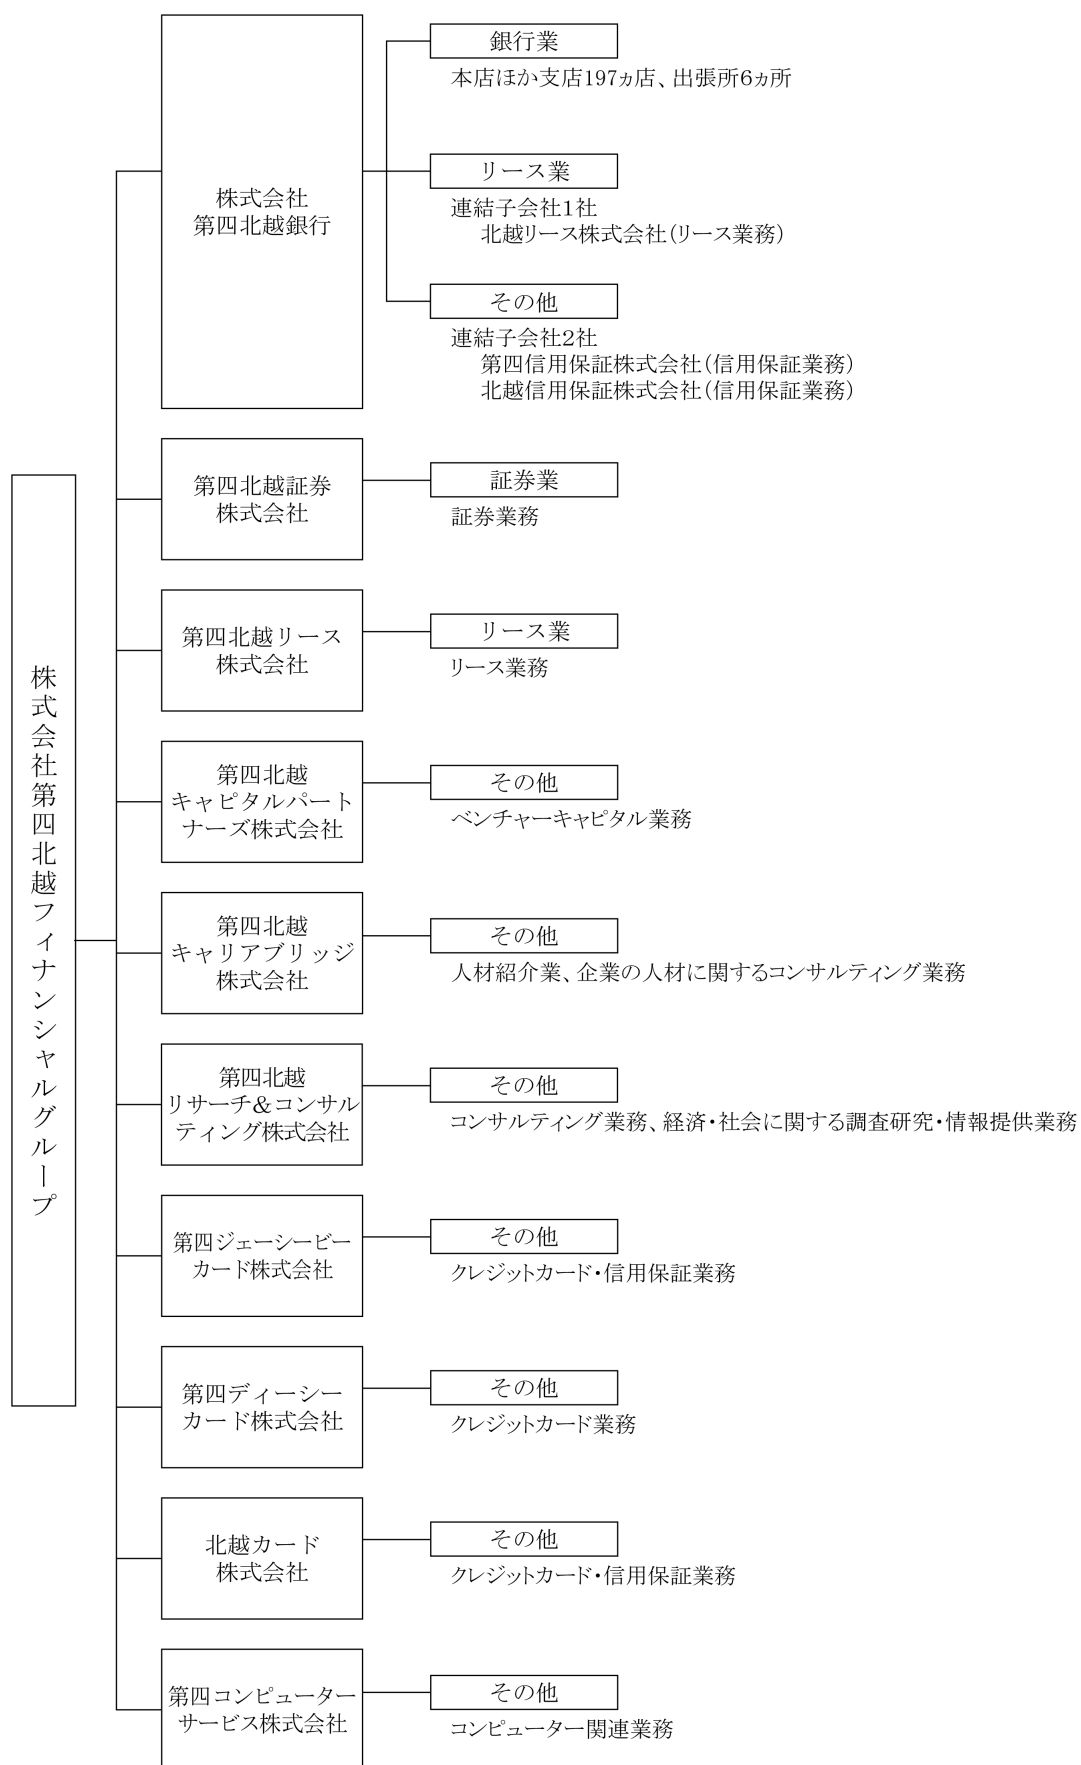 株式会社第四北越フィナンシャルグループ
株式会社
第四北越銀行
銀行業
本店ほか支店197ヵ店、出張所6ヵ所
リース業
連結子会社1社
北越リース株式会社(リース業務)
その他
連結子会社2社
第四信用保証株式会社(信用保証業務)
北越信用保証株式会社(信用保証業務)
第四北越証券
株式会社
証券業
証券業務
第四北越リース
株式会社
リース業
リース業務
第四北越
キャピタルパート
ナーズ株式会社
その他
ベンチャーキャピタル業務
第四北越
キャリアブリッジ
株式会社
その他
人材紹介業、企業の人材に関するコンサルティング業務
第四北越
リサーチ&コンサル
ティング株式会社
その他
コンサルティング業務、経済・社会に関する調査研究・情報提供業務
第四ジェーシービー
カード株式会社
その他
クレジットカード・信用保証業務
第四ディーシー
カード株式会社
その他
クレジットカード業務
北越カード
株式会社
その他
クレジットカード・信用保証業務
第四コンピューター
サービス株式会社
その他
コンピューター関連業務